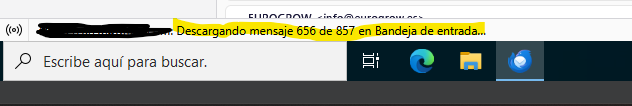 EUROGROW <info@eurogrow.es>
Descargando mensaje 656 de 857 en Bandeja de entrada...
Escribe aquí para buscar.